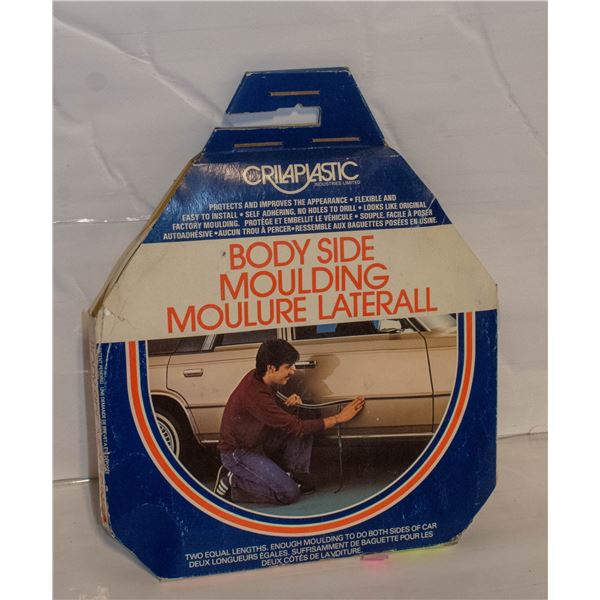 CRILAPLASTIC
INDUSTRIES LIMITED
PROTECTS AND IMPROVES THE APPEARANCE • FLEXIBLE AND
EASY TO INSTALL • SELF ADHERING, NO HOLES TO DRILL • LOOKS LIKE ORIGINAL
FACTORY MOULDING. PROTÈGE ET EMBELLIT LE VÉHICULE • SOUPLE, FACILE À POSER
AUTOADHÉSIVE • AUCUN TROU À PERCER • RESSEMBLE AUX BAGUETTES POSÉES EN USINE.
BODY SIDE
MOULDING
MOULURE LATERALL
TWO EQUAL LENGTHS. ENOUGH MOULDING TO DO BOTH SIDES OF CAR
DEUX LONGUEURS ÉGALES. SUFFISAMMENT DE BAGUETTE POUR LES
DEUX CÔTÉS DE LA VOITURE.